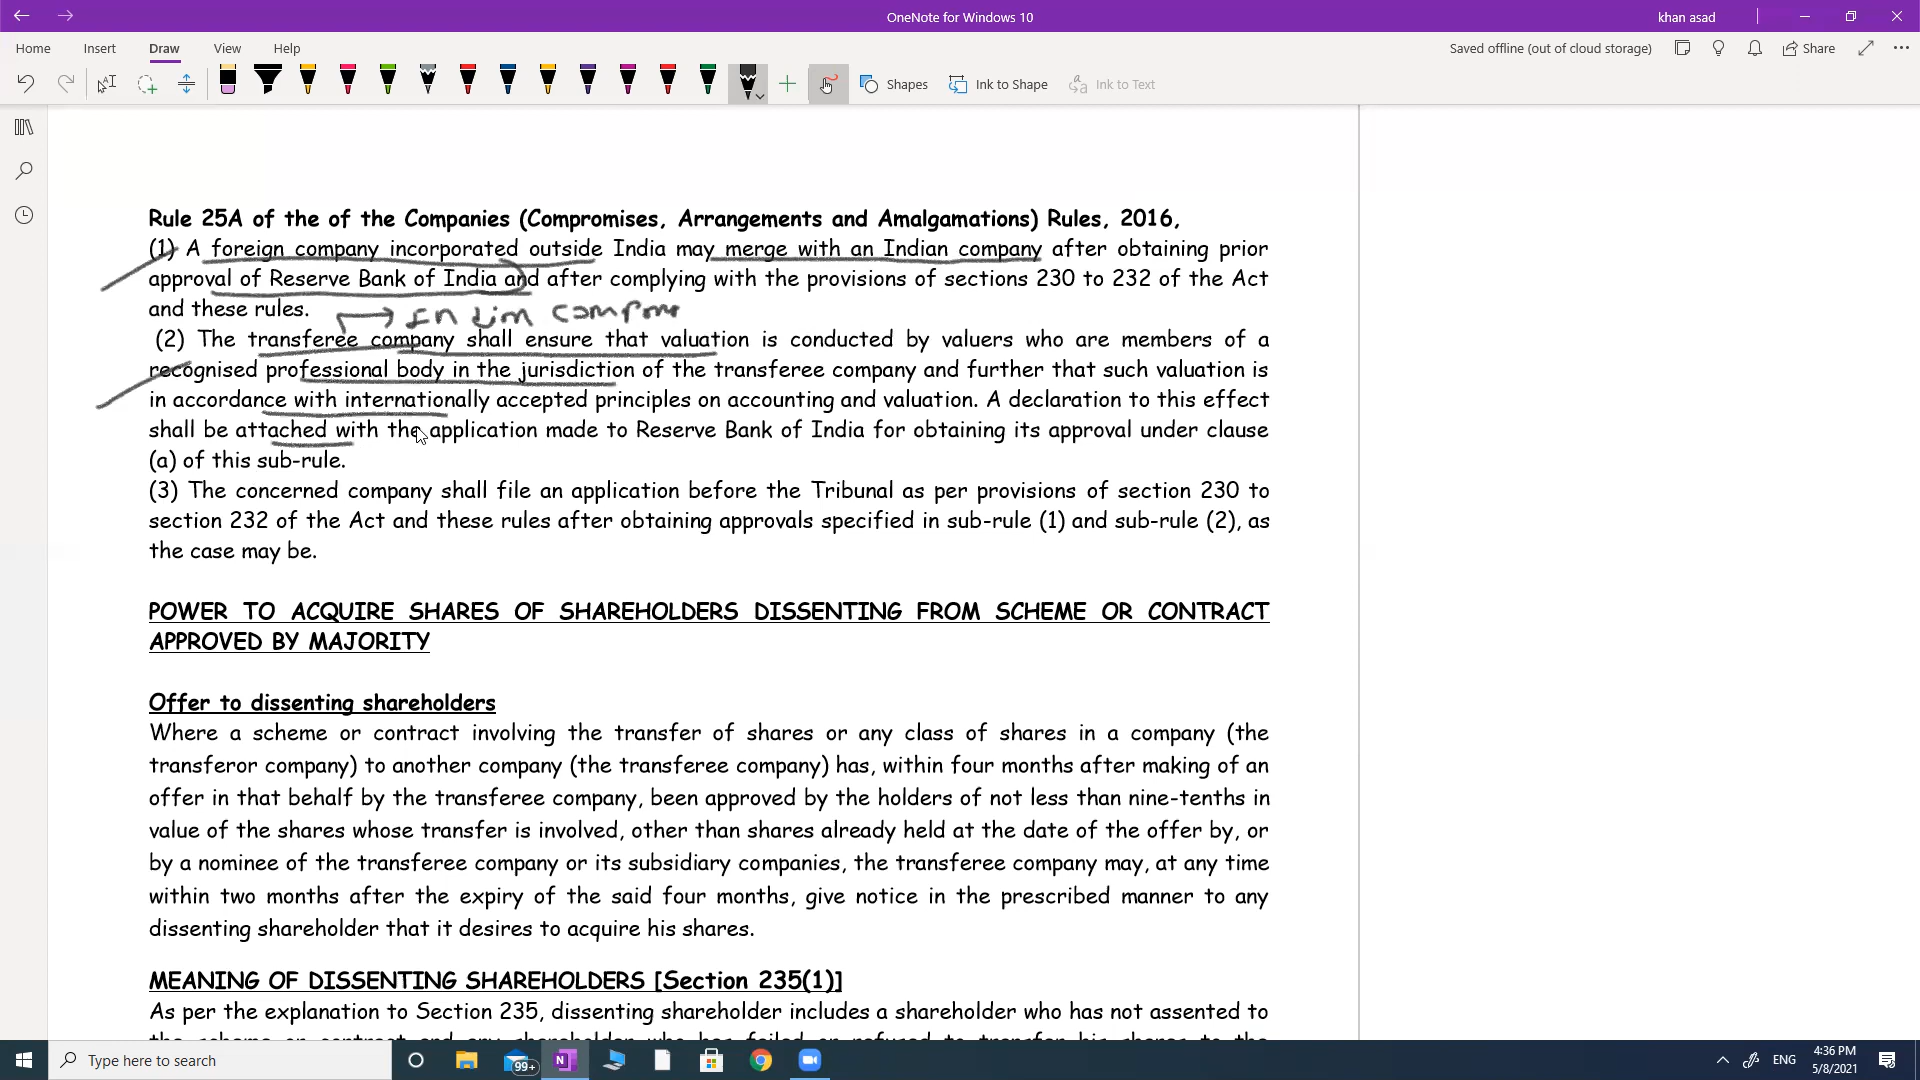 OneNote for Windows 10
khan asad
Home Insert Draw View Help
Saved offline (out of cloud storage)
Share
Shapes
Ink to Shape
Ink to Text
Rule 25A of the of the Companies (Compromises, Arrangements and Amalgamations) Rules, 2016,
(1) A foreign company incorporated outside India may merge with an Indian company after obtaining prior
approval of Reserve Bank of India and after complying with the provisions of sections 230 to 232 of the Act
and these rules.
(2) The transferee company shall ensure that valuation is conducted by valuers who are members of a
recognised professional body in the jurisdiction of the transferee company and further that such valuation is
in accordance with internationally accepted principles on accounting and valuation. A declaration to this effect
shall be attached with the application made to Reserve Bank of India for obtaining its approval under clause
(a) of this sub-rule.
(3) The concerned company shall file an application before the Tribunal as per provisions of section 230 to
section 232 of the Act and these rules after obtaining approvals specified in sub-rule (1) and sub-rule (2), as
the case may be.
POWER TO ACQUIRE SHARES OF SHAREHOLDERS DISSENTING FROM SCHEME OR CONTRACT
APPROVED BY MAJORITY
Offer to dissenting shareholders
Where a scheme or contract involving the transfer of shares or any class of shares in a company (the
transferor company) to another company (the transferee company) has, within four months after making of an
offer in that behalf by the transferee company, been approved by the holders of not less than nine-tenths in
value of the shares whose transfer is involved, other than shares already held at the date of the offer by, or
by a nominee of the transferee company or its subsidiary companies, the transferee company may, at any time
within two months after the expiry of the said four months, give notice in the prescribed manner to any
dissenting shareholder that it desires to acquire his shares.
MEANING OF DISSENTING SHAREHOLDERS [Section 235(1)]
As per the explanation to Section 235, dissenting shareholder includes a shareholder who has not assented to
Type here to search
99+
ENG
4:36 PM
5/8/2021